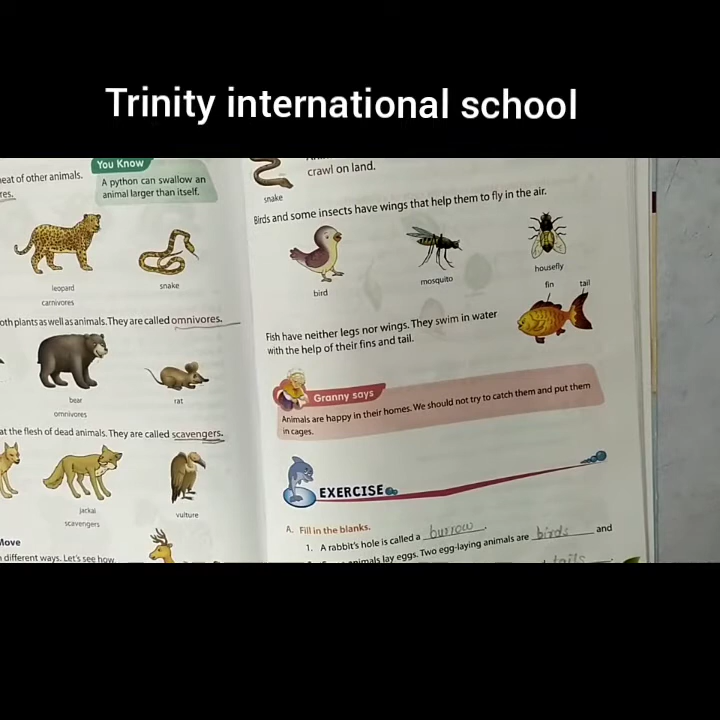 Trinity international school
You Know
eat of other animals.
res.
A python can swallow an
animal larger than itself.
leopard
snake
carnivores
oth plants as well as animals. They are called omnivores.
bear
rat
omnivores
at the flesh of dead animals. They are called scavengers.
jackal
vulture
scavengers
Move
different ways. Let's see how
crawl on land.
snake
Birds and some insects have wings that help them to fly in the air.
bird
mosquito
housefly
fin tail
Fish have neither legs nor wings. They swim in water
with the help of their fins and tail.
Granny says
Animals are happy in their homes. We should not try to catch them and put them
in cages.
EXERCISE
A. Fill in the blanks.
1. A rabbit's hole is called a burrow.
animals lay eggs. Two egg-laying animals are birds and
tails